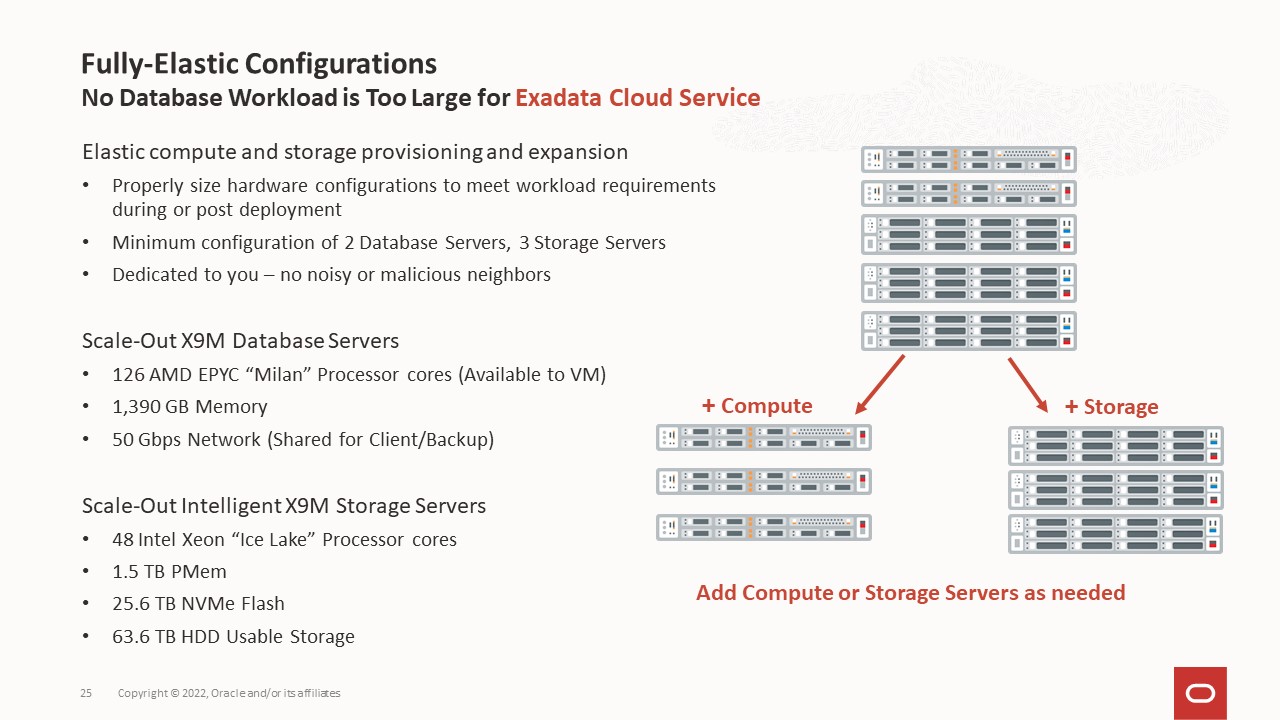 Fully-Elastic Configurations
No Database Workload is Too Large for Exadata Cloud Service
Elastic compute and storage provisioning and expansion
• Properly size hardware configurations to meet workload requirements
during or post deployment
• Minimum configuration of 2 Database Servers, 3 Storage Servers
• Dedicated to you – no noisy or malicious neighbors
Scale-Out X9M Database Servers
• 126 AMD EPYC “Milan” Processor cores (Available to VM)
• 1,390 GB Memory
• 50 Gbps Network (Shared for Client/Backup)
Scale-Out Intelligent X9M Storage Servers
• 48 Intel Xeon “Ice Lake” Processor cores
• 1.5 TB PMem
• 25.6 TB NVMe Flash
• 63.6 TB HDD Usable Storage
+ Compute
+ Storage
Add Compute or Storage Servers as needed
25 Copyright © 2022, Oracle and/or its affiliates